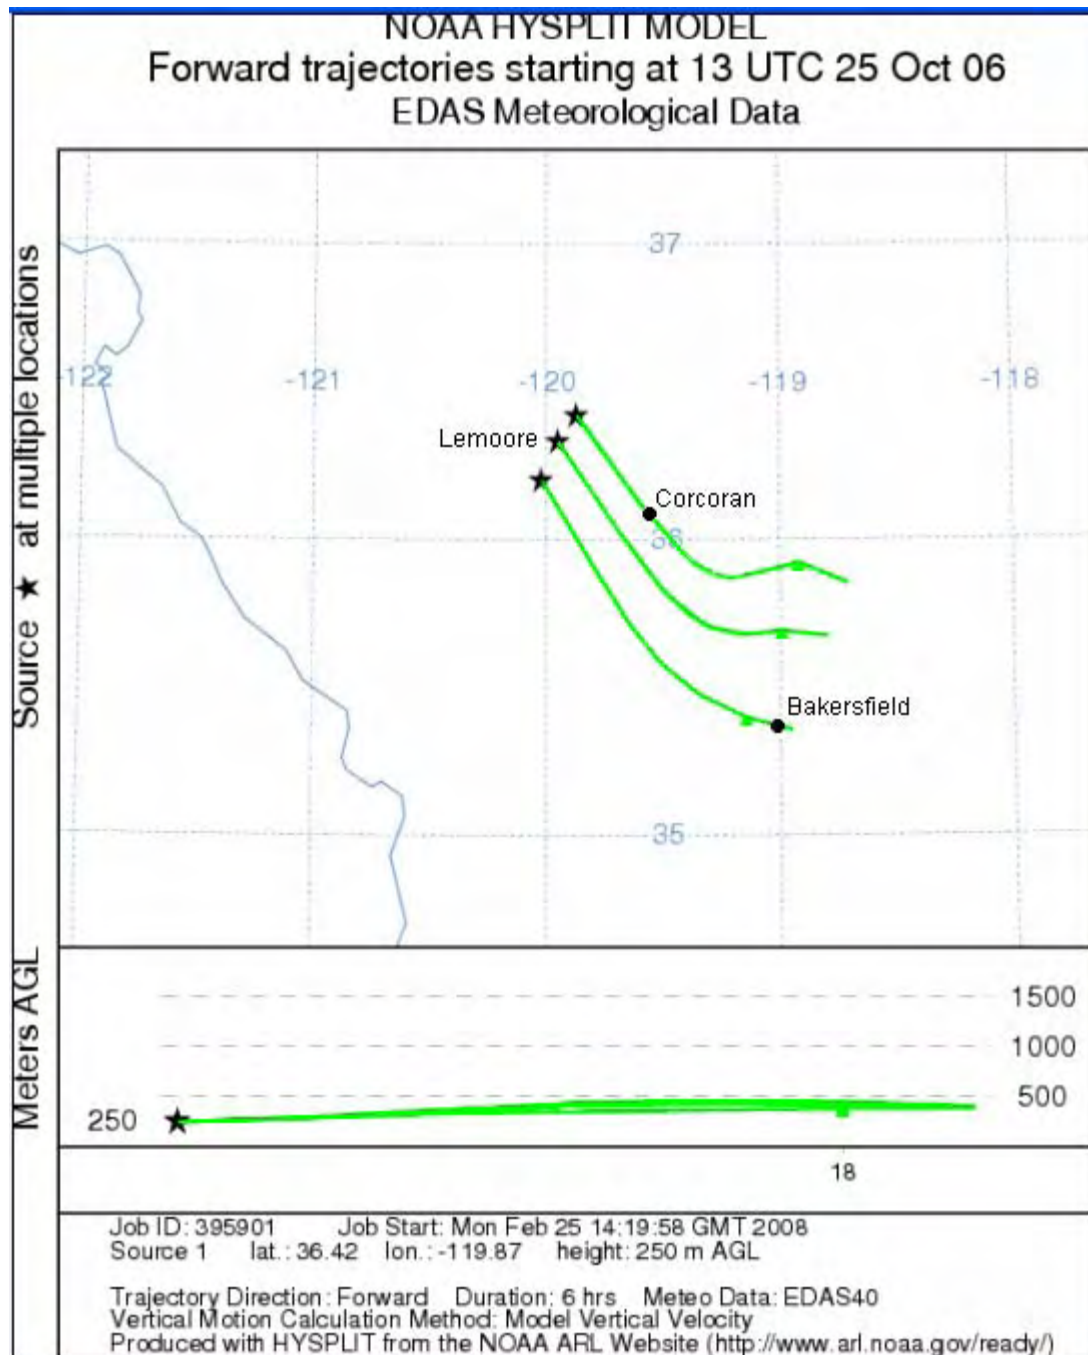 NOAA HYSPLIT MODEL
Forward trajectories starting at 13 UTC 25 Oct 06
EDAS Meteorological Data
Source ★ at multiple locations
37
-122 -121 -120 -119 -118
Lemoore
Corcoran
36
Bakersfield
35
Meters AGL
1500
1000
500
250
18
Job ID: 395901 Job Start: Mon Feb 25 14:19:58 GMT 2008
Source 1 lat.: 36.42 lon.: -119.87 height: 250 m AGL
Trajectory Direction: Forward Duration: 6 hrs Meteo Data: EDAS40
Vertical Motion Calculation Method: Model Vertical Velocity
Produced with HYSPLIT from the NOAA ARL Website (http://www.arl.noaa.gov/ready/)